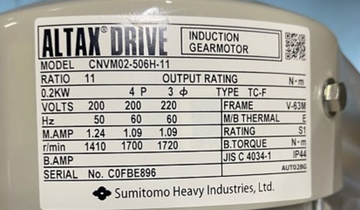 ALTAX® DRIVE INDUCTION GEARMOTOR
MODEL CNVM02-506H-11
RATIO 11 OUTPUT RATING N·m
0.2KW 4 P 3 ϕ TYPE TC-F
VOLTS 200 200 220 FRAME V-63M
Hz 50 60 60 M/B THERMAL E
M.AMP 1.24 1.09 1.09 RATING S1
r/min 1410 1700 1720 B.TORQUE N·m
B.AMP JIS C 4034-1 IP44
SERIAL No. C0FBE896
Sumitomo Heavy Industries, Ltd.